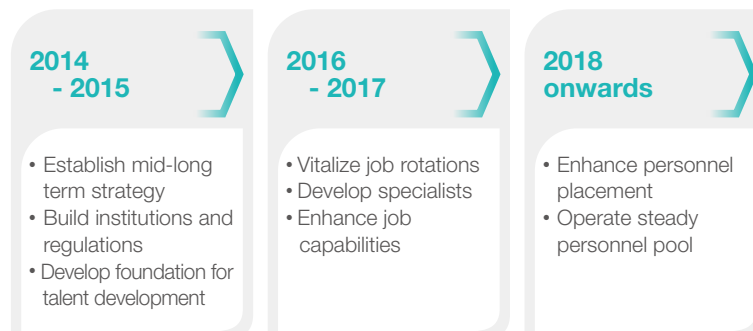 2014
- 2015
• Establish mid-long
term strategy
• Build institutions and
regulations
• Develop foundation for
talent development
2016
- 2017
• Vitalize job rotations
• Develop specialists
• Enhance job
capabilities
2018
onwards
• Enhance personnel
placement
• Operate steady
personnel pool